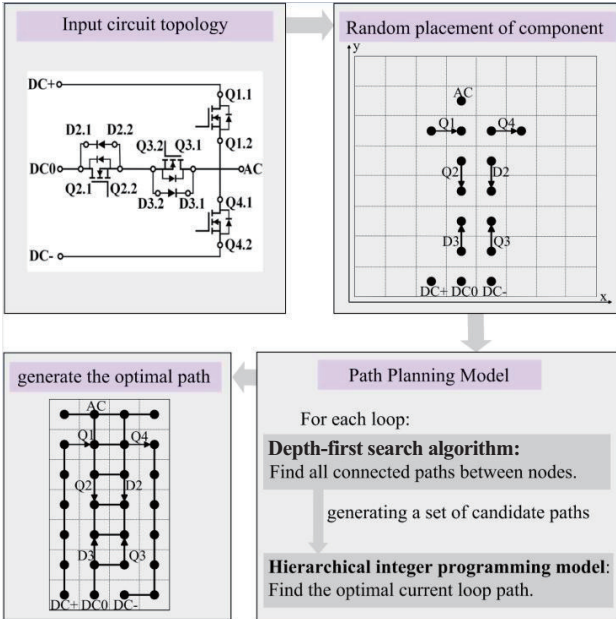 Input circuit topology
DC+
Q1.1
D2.1 D2.2
Q3.2 Q3.1
Q1.2
DC0
AC
Q2.1 Q2.2
D3.2 D3.1
Q4.1
Q4.2
DC-
Random placement of component
y
AC
Q1 Q4
Q2 D2
D3 Q3
DC+ DC0 DC-
x
Path Planning Model
For each loop:
Depth-first search algorithm:
Find all connected paths between nodes.
generating a set of candidate paths
Hierarchical integer programming model:
Find the optimal current loop path.
generate the optimal path
AC
Q1 Q4
Q2 D2
D3 Q3
DC+ DC0 DC-